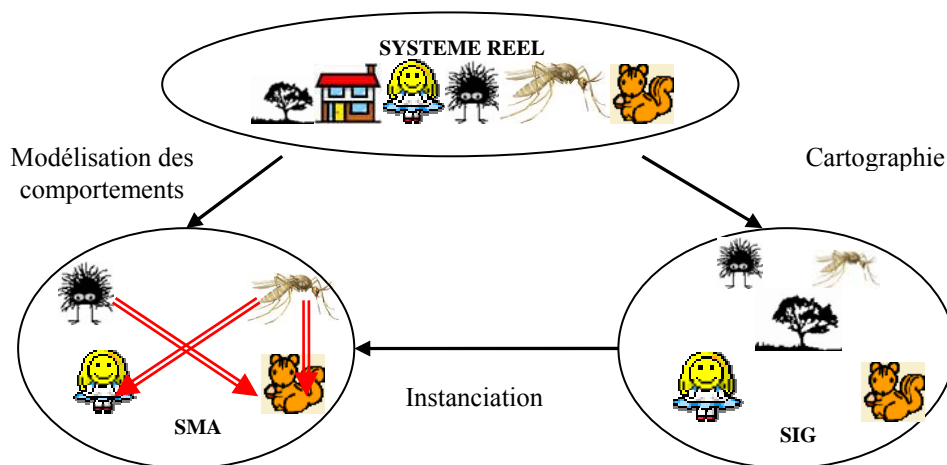 SYSTEME REEL
Modélisation des
comportements
Cartographie
Instanciation
SMA
SIG